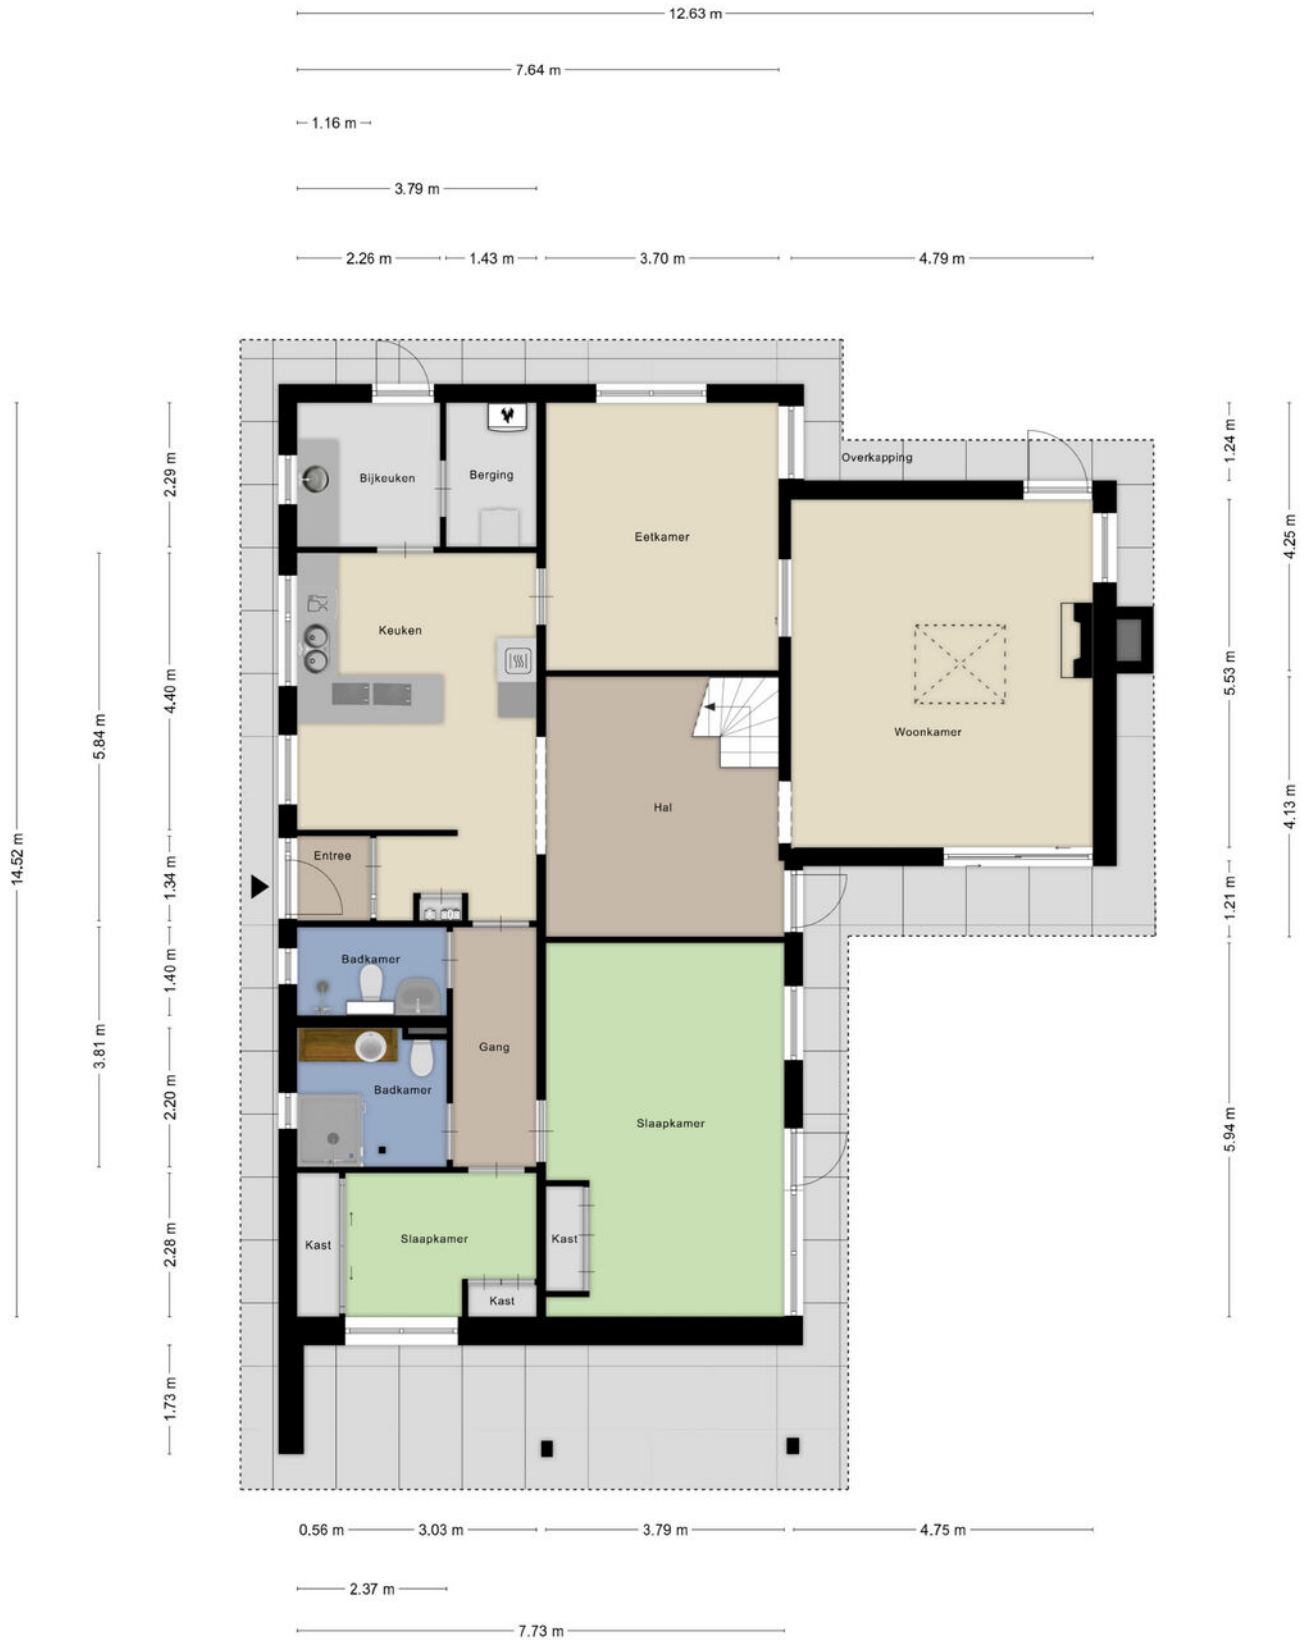 12.63 m
7.64 m
1.16 m
3.79 m
2.26 m
1.43 m
3.70 m
4.79 m
Overkapping
Bijkeuken
Berging
Eetkamer
Keuken
Woonkamer
Hal
Entree
Badkamer
Gang
Badkamer
Slaapkamer
Kast
Slaapkamer
Kast
Kast
14.52 m
5.84 m
3.81 m
2.29 m
4.40 m
1.34 m
1.40 m
2.20 m
2.28 m
1.73 m
1.24 m
5.53 m
1.21 m
5.94 m
4.25 m
4.13 m
0.56 m
3.03 m
3.79 m
4.75 m
2.37 m
7.73 m